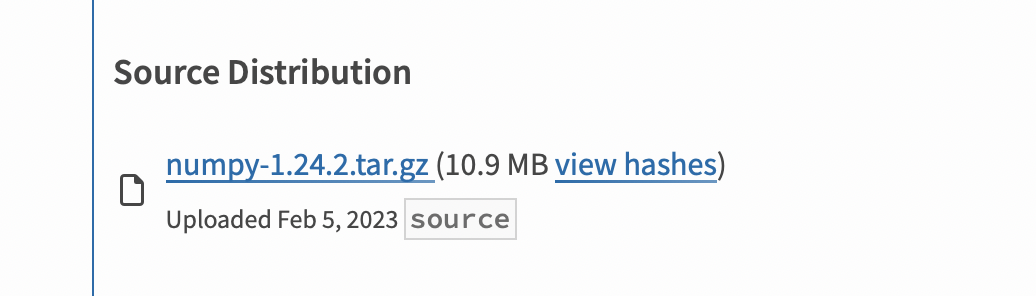 Source Distribution
numpy-1.24.2.tar.gz (10.9 MB view hashes)
Uploaded Feb 5, 2023 source